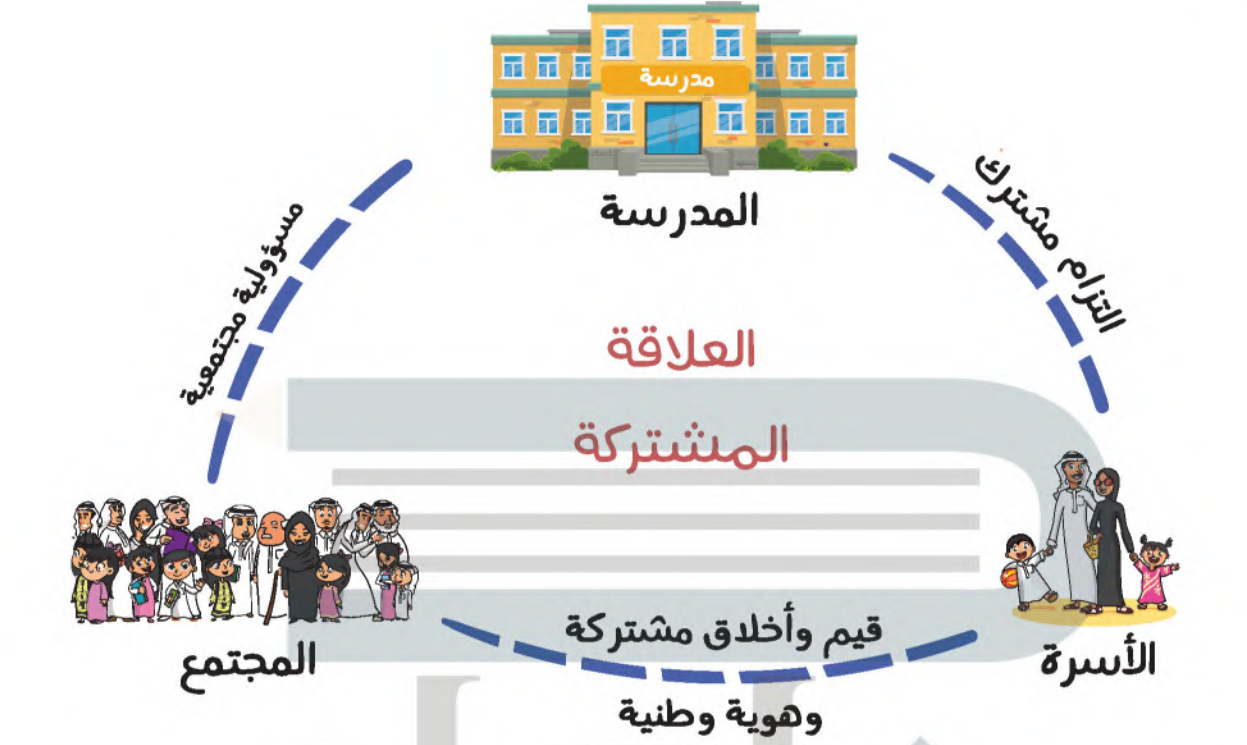 مدرسة
المدرسة
التزام مشترك
مسؤولية مجتمعية
العلاقة
المشتركة
قيم وأخلاق مشتركة
وهوية وطنية
الأسرة
المجتمع